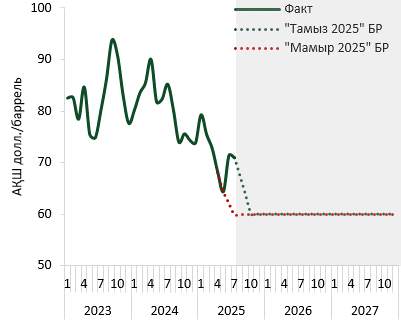 АҚШ долл./баррель
100
90
80
70
60
50
Факт
"Тамыз 2025" БР
"Мамыр 2025" БР
1 4 7 10 1 4 7 10 1 4 7 10 1 4 7 10 1 4 7 10
2023 2024 2025 2026 2027